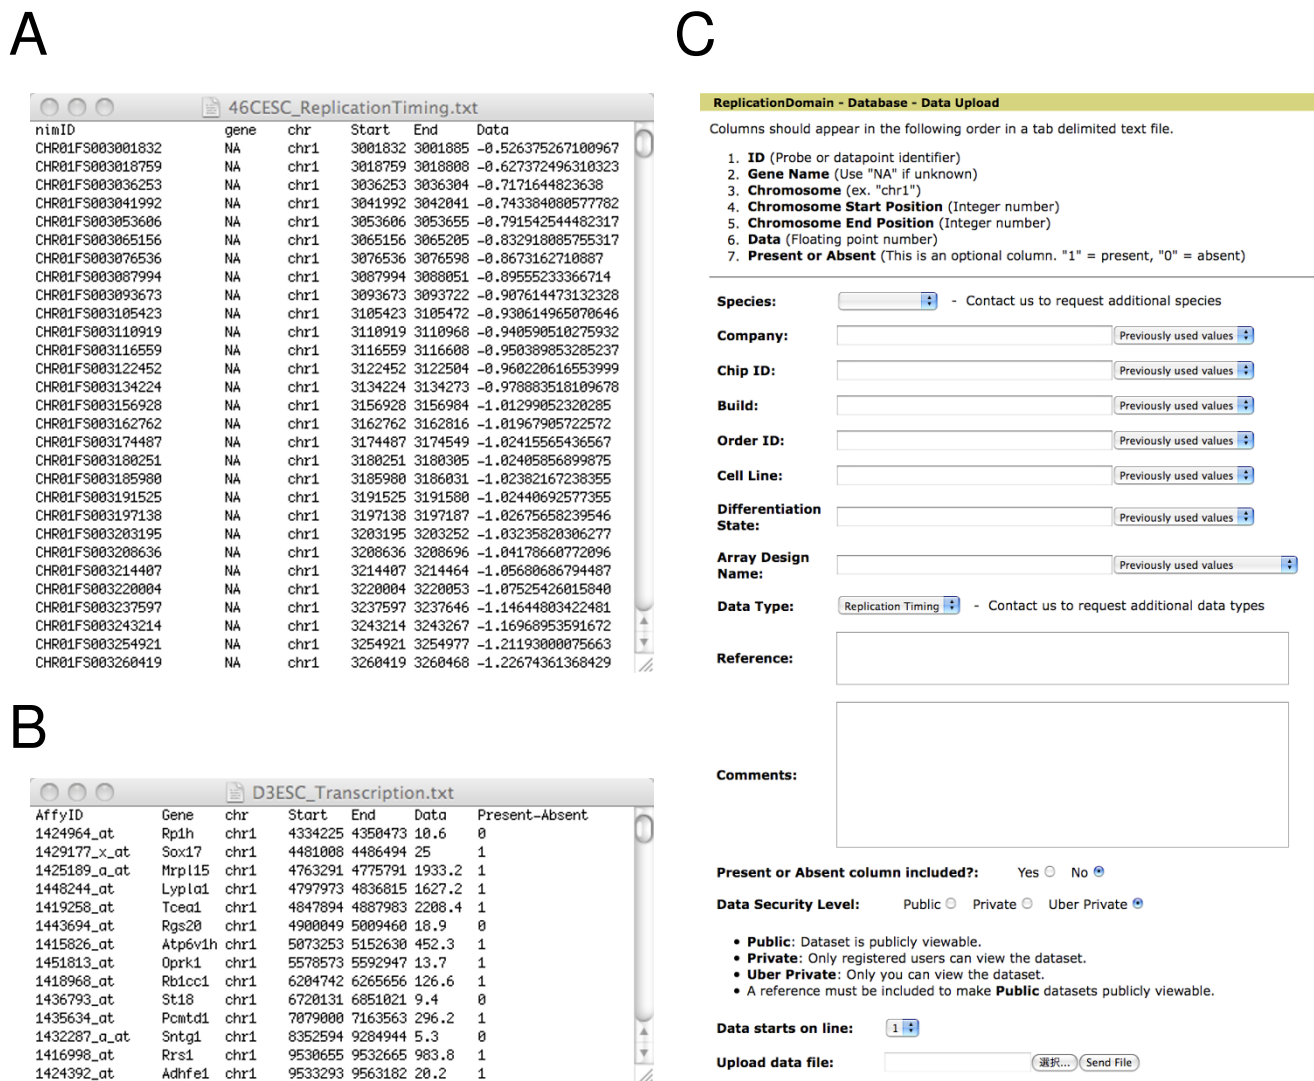 A
46CESC_ReplicationTiming.txt
nimID gene chr Start End Data
CHR01FS003001832 NA chr1 3001832 3001885 -0.526375267100967
CHR01FS003018759 NA chr1 3018759 3018808 -0.627372496310323
CHR01FS003036253 NA chr1 3036253 3036304 -0.7171644823638
CHR01FS003041992 NA chr1 3041992 3042041 -0.743384080577782
CHR01FS003053606 NA chr1 3053606 3053655 -0.791542544482317
CHR01FS003065156 NA chr1 3065156 3065205 -0.832918085755317
CHR01FS003076536 NA chr1 3076536 3076598 -0.8673162710887
CHR01FS003087994 NA chr1 3087994 3088051 -0.89555233366714
CHR01FS003093673 NA chr1 3093673 3093722 -0.907614473132328
CHR01FS003105423 NA chr1 3105423 3105472 -0.930614965070646
CHR01FS003110919 NA chr1 3110919 3110968 -0.940590510275932
CHR01FS003116559 NA chr1 3116559 3116608 -0.950389853285237
CHR01FS003122452 NA chr1 3122452 3122504 -0.960220616553999
CHR01FS003134224 NA chr1 3134224 3134273 -0.978883518109678
CHR01FS003156928 NA chr1 3156928 3156984 -1.01299052320285
CHR01FS003162762 NA chr1 3162762 3162816 -1.01967905722572
CHR01FS003174487 NA chr1 3174487 3174549 -1.02415565436567
CHR01FS003180251 NA chr1 3180251 3180305 -1.02405856899875
CHR01FS003185980 NA chr1 3185980 3186031 -1.02382167238355
CHR01FS003191525 NA chr1 3191525 3191580 -1.02440692577355
CHR01FS003197138 NA chr1 3197138 3197187 -1.02675658239546
CHR01FS003203195 NA chr1 3203195 3203252 -1.03235820306277
CHR01FS003208636 NA chr1 3208636 3208696 -1.04178660772096
CHR01FS003214407 NA chr1 3214407 3214464 -1.05680686794487
CHR01FS003220004 NA chr1 3220004 3220053 -1.07525426015840
CHR01FS003237597 NA chr1 3237597 3237646 -1.14644803422481
CHR01FS003243214 NA chr1 3243214 3243267 -1.16968953591672
CHR01FS003254921 NA chr1 3254921 3254977 -1.21193000075663
CHR01FS003260419 NA chr1 3260419 3260468 -1.22674361368429
B
D3ESC_Transcription.txt
AffyID Gene chr Start End Data Present-Absent
1424964_at Rp1h chr1 4334225 4350473 10.6 0
1429177_x_at Sox17 chr1 4481008 4486494 25 1
1425189_a_at Mrpl15 chr1 4763291 4775791 1933.2 1
1448244_at Lypla1 chr1 4797973 4836815 1627.2 1
1419258_at Tcea1 chr1 4847894 4887983 2208.4 1
1443694_at Rgs20 chr1 4900049 5009460 18.9 0
1415826_at Atp6v1h chr1 5073253 5152630 452.3 1
1451813_at Oprk1 chr1 5578573 5592947 13.7 1
1418968_at Rb1cc1 chr1 6204742 6265656 126.6 1
1436793_at St18 chr1 6720131 6851021 9.4 0
1435634_at Pcmtd1 chr1 7079000 7163563 296.2 1
1432287_a_at Sntg1 chr1 8352594 9284944 5.3 0
1416998_at Rrs1 chr1 9530655 9532665 983.8 1
1424392_at Adhfe1 chr1 9533293 9563182 20.2 1
C
ReplicationDomain - Database - Data Upload
Columns should appear in the following order in a tab delimited text file.
1. ID (Probe or datapoint identifier)
2. Gene Name (Use "NA" if unknown)
3. Chromosome (ex. "chr1")
4. Chromosome Start Position (Integer number)
5. Chromosome End Position (Integer number)
6. Data (Floating point number)
7. Present or Absent (This is an optional column. "1" = present, "0" = absent)
Species: - Contact us to request additional species
Company: Previously used values
Chip ID: Previously used values
Build: Previously used values
Order ID: Previously used values
Cell Line: Previously used values
Differentiation
State: Previously used values
Array Design
Name: Previously used values
Data Type: Replication Timing - Contact us to request additional data types
Reference:
Comments:
Present or Absent column included?: Yes No
Data Security Level: Public Private Uber Private
• Public: Dataset is publicly viewable.
• Private: Only registered users can view the dataset.
• Uber Private: Only you can view the dataset.
• A reference must be included to make Public datasets publicly viewable.
Data starts on line: 1
Upload data file: 選択... Send File